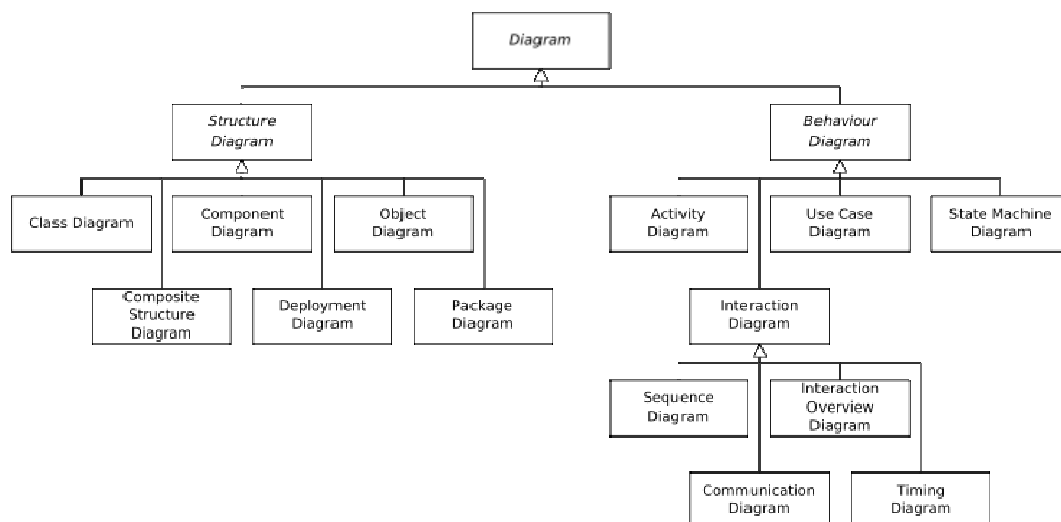 Diagram
Structure
Diagram
Behaviour
Diagram
Class Diagram
Component
Diagram
Object
Diagram
Activity
Diagram
Use Case
Diagram
State Machine
Diagram
Composite
Structure
Diagram
Deployment
Diagram
Package
Diagram
Interaction
Diagram
Sequence
Diagram
Interaction
Overview
Diagram
Communication
Diagram
Timing
Diagram